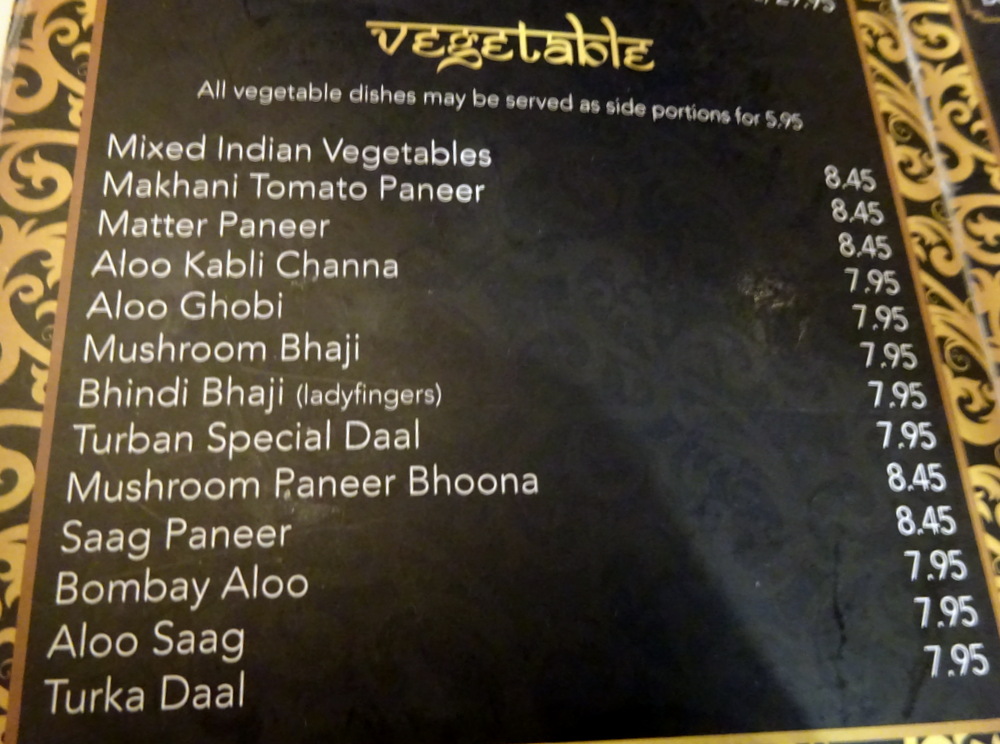 vegetable
All vegetable dishes may be served as side portions for 5.95
Mixed Indian Vegetables 8.45
Makhani Tomato Paneer 8.45
Matter Paneer 8.45
Aloo Kabli Channa 7.95
Aloo Ghobi 7.95
Mushroom Bhaji 7.95
Bhindi Bhaji (ladyfingers) 7.95
Turban Special Daal 7.95
Mushroom Paneer Bhoona 8.45
Saag Paneer 8.45
Bombay Aloo 7.95
Aloo Saag 7.95
Turka Daal 7.95